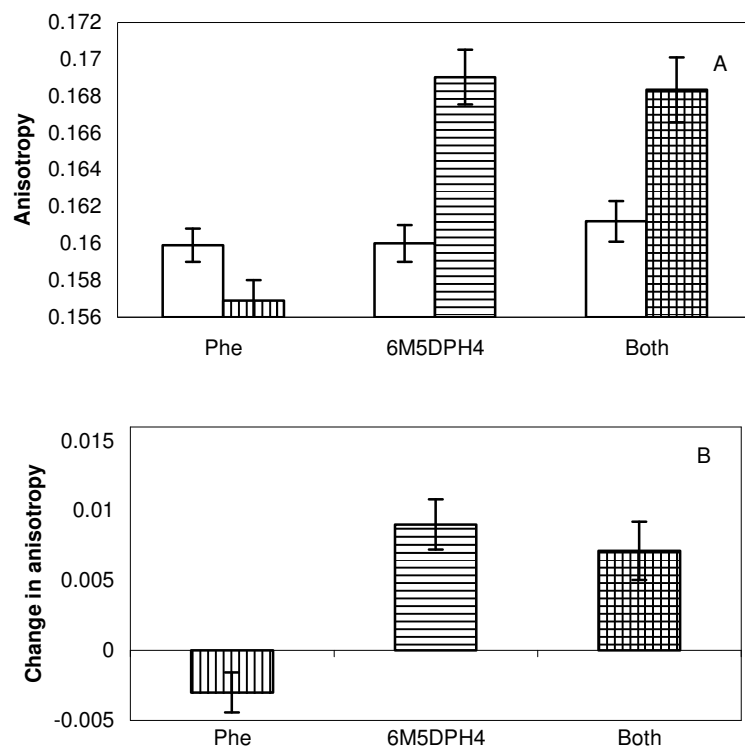 0.172
0.17
0.168
0.166
0.164
0.162
0.16
0.158
0.156
Anisotropy
A
Phe 6M5DPH4 Both
0.015
0.01
0.005
0
-0.005
Change in anisotropy
B
Phe 6M5DPH4 Both